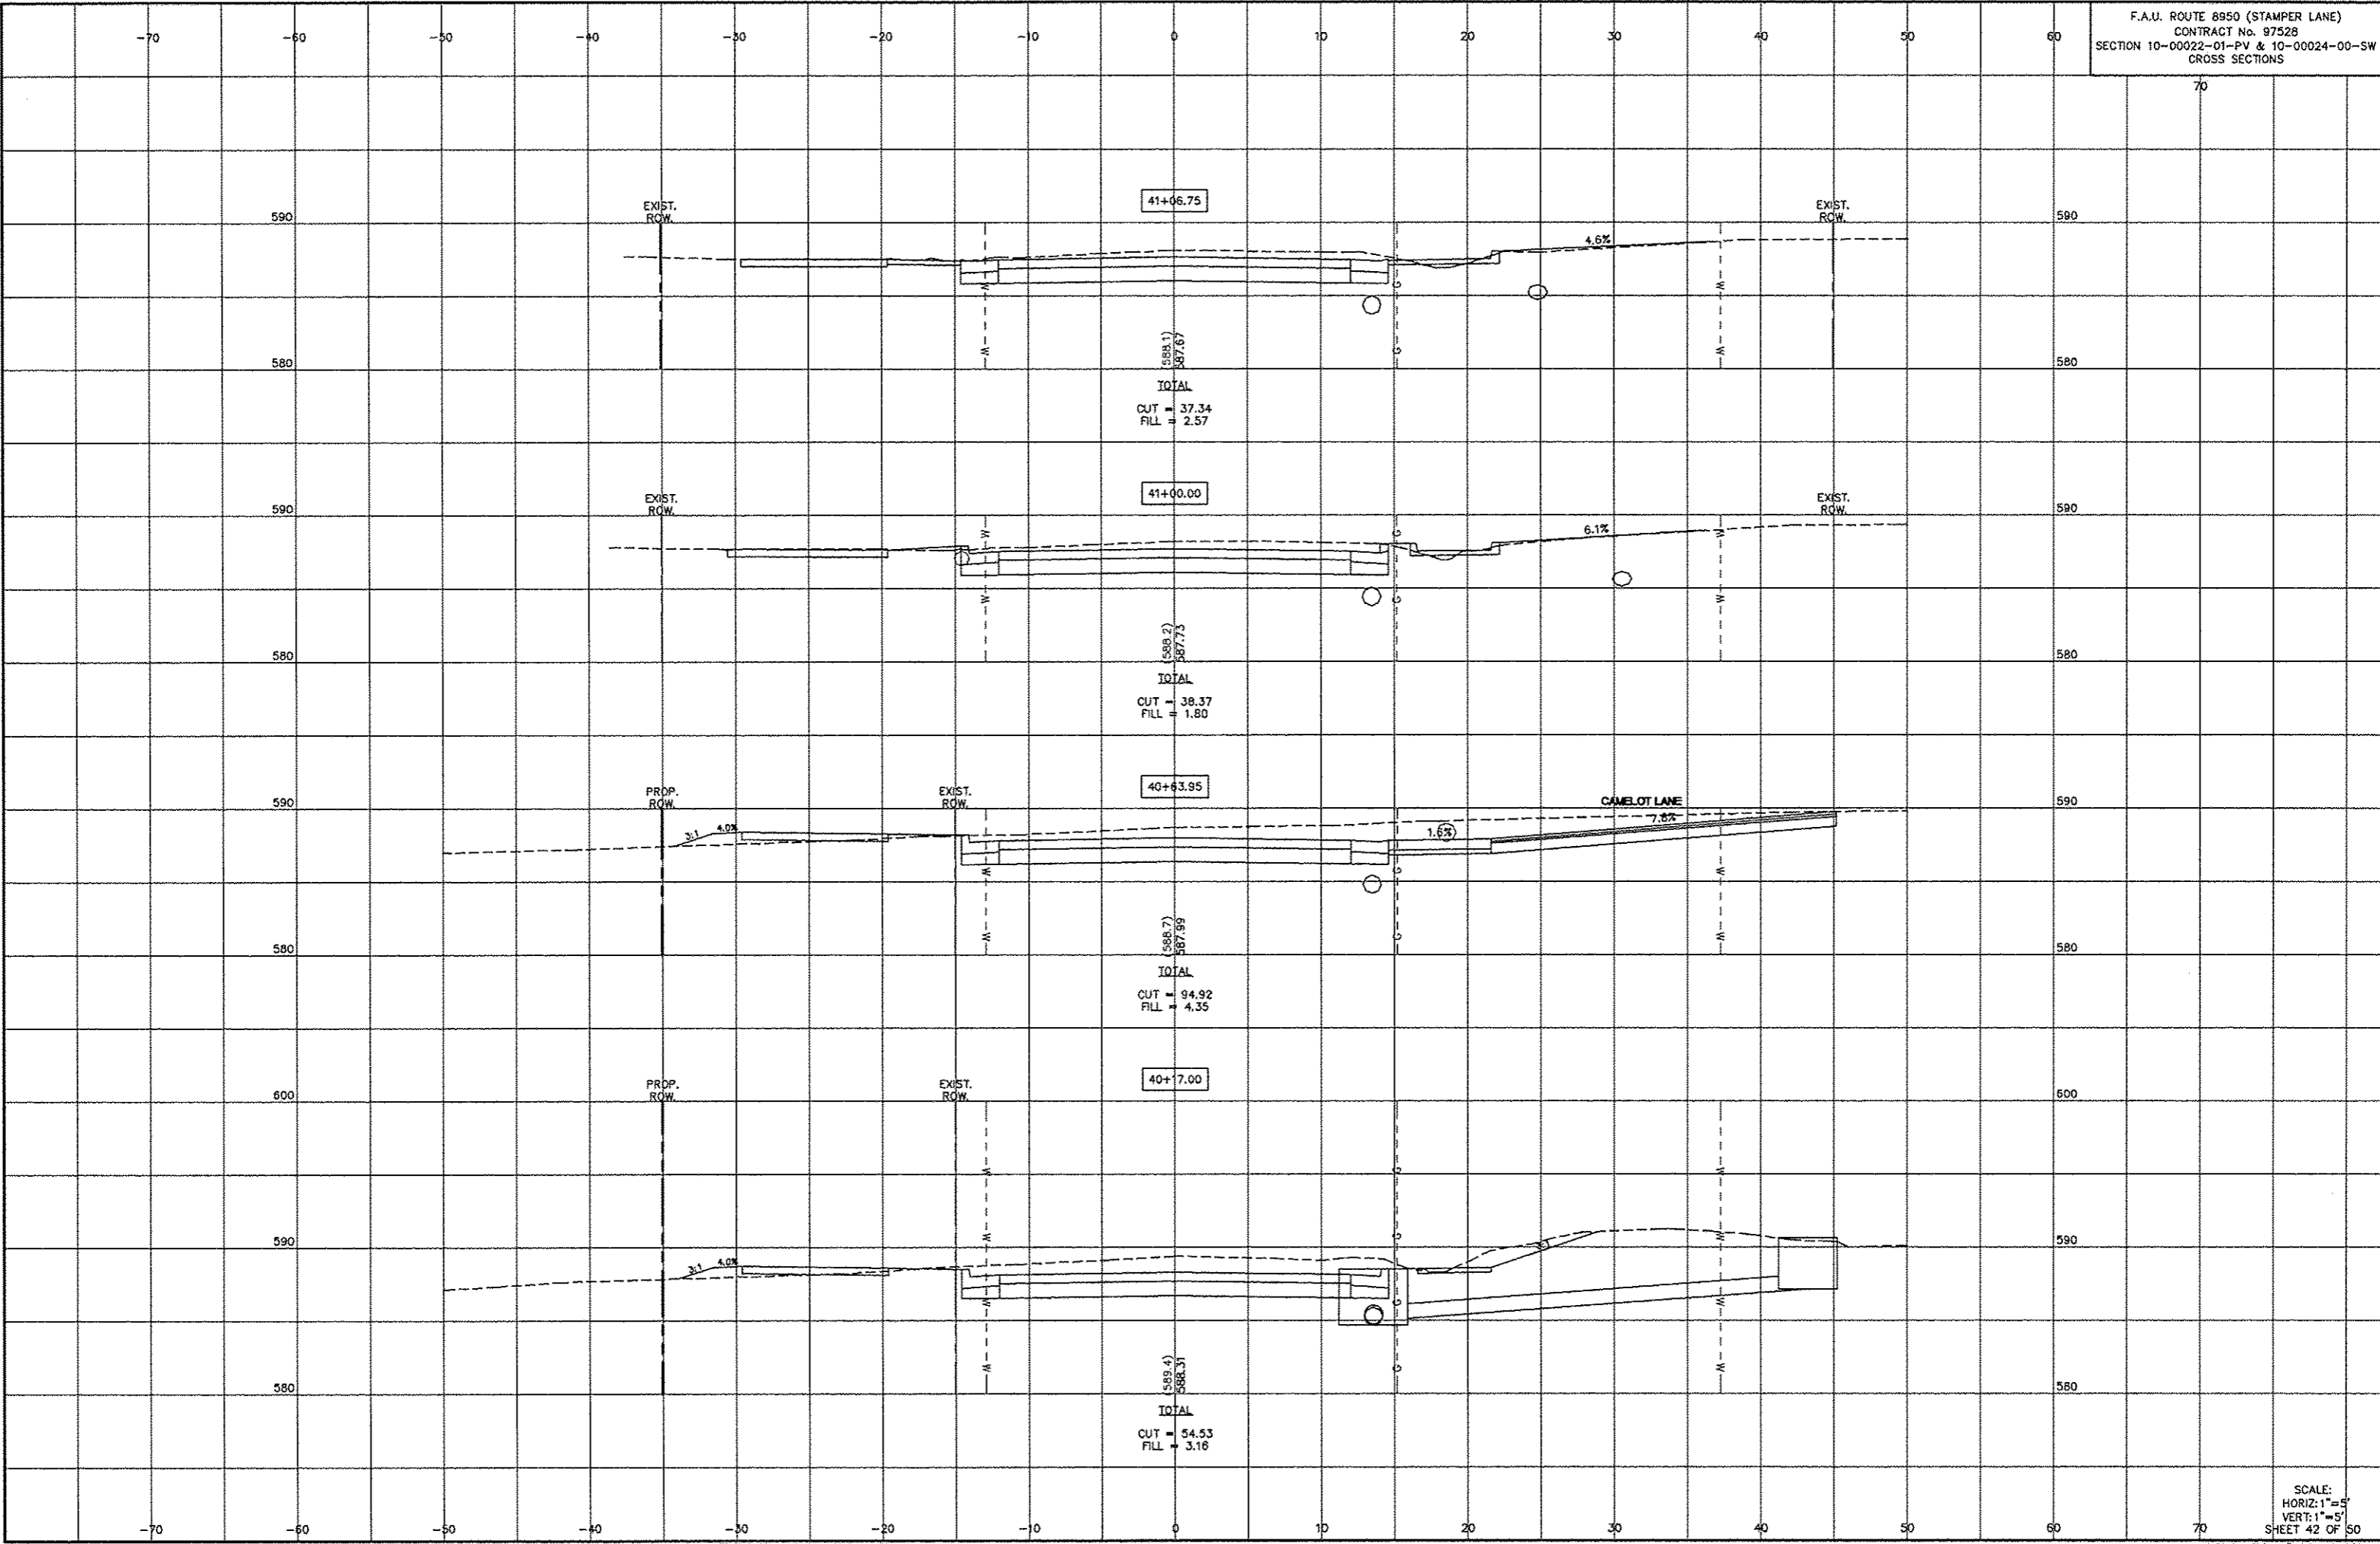 F.A.U. ROUTE 8950 (STAMPER LANE)
CONTRACT No. 97528
SECTION 10-00022-01-PV & 10-00024-00-SW
CROSS SECTIONS
-70 -60 -50 -40 -30 -20 -10 0 10 20 30 40 50 60
70
41+06.75
EXIST. ROW.
EXIST. ROW.
590 590
4.6%
W G W
W G W
(588.1)
587.67
580 580
TOTAL
CUT = 37.34
FILL = 2.57
41+00.00
EXIST. ROW.
EXIST. ROW.
590 590
6.1%
W G W
W G W
(588.2)
587.73
580 580
TOTAL
CUT = 38.37
FILL = 1.80
40+63.95
PROP. ROW.
EXIST. ROW.
590 590
CAMELOT LANE
3:1 4.0% 1.6% 7.8%
W G W
W G W
(588.7)
587.99
580 580
TOTAL
CUT = 94.92
FILL = 4.35
40+17.00
PROP. ROW.
EXIST. ROW.
600 600
W G W
W G W
590 590
3:1 4.0%
W G W
W G W
(589.4)
588.31
580 580
TOTAL
CUT = 54.53
FILL = 3.16
-70 -60 -50 -40 -30 -20 -10 0 10 20 30 40 50 60 70
SCALE:
HORIZ:1"=5'
VERT:1"=5'
SHEET 42 OF 50